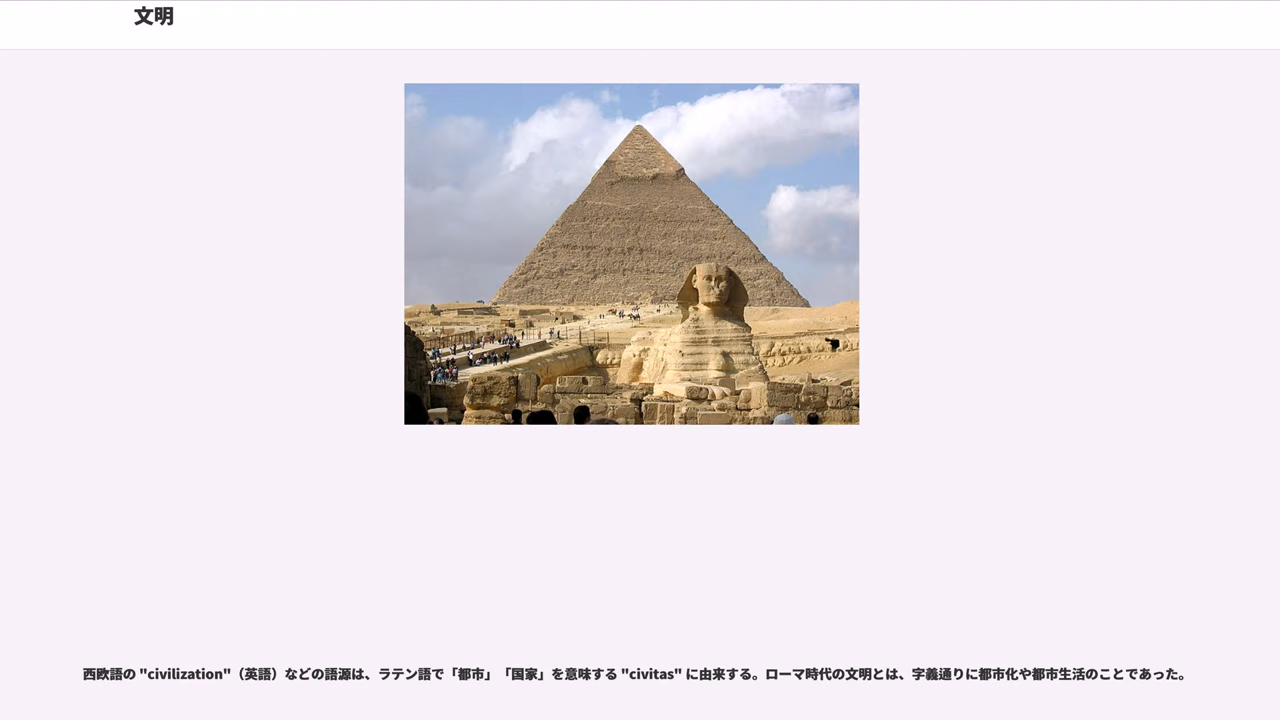 文明
西欧語の "civilization"（英語）などの語源は、ラテン語で「都市」「国家」を意味する "civitas" に由来する。ローマ時代の文明とは、字義通りに都市化や都市生活のことであった。